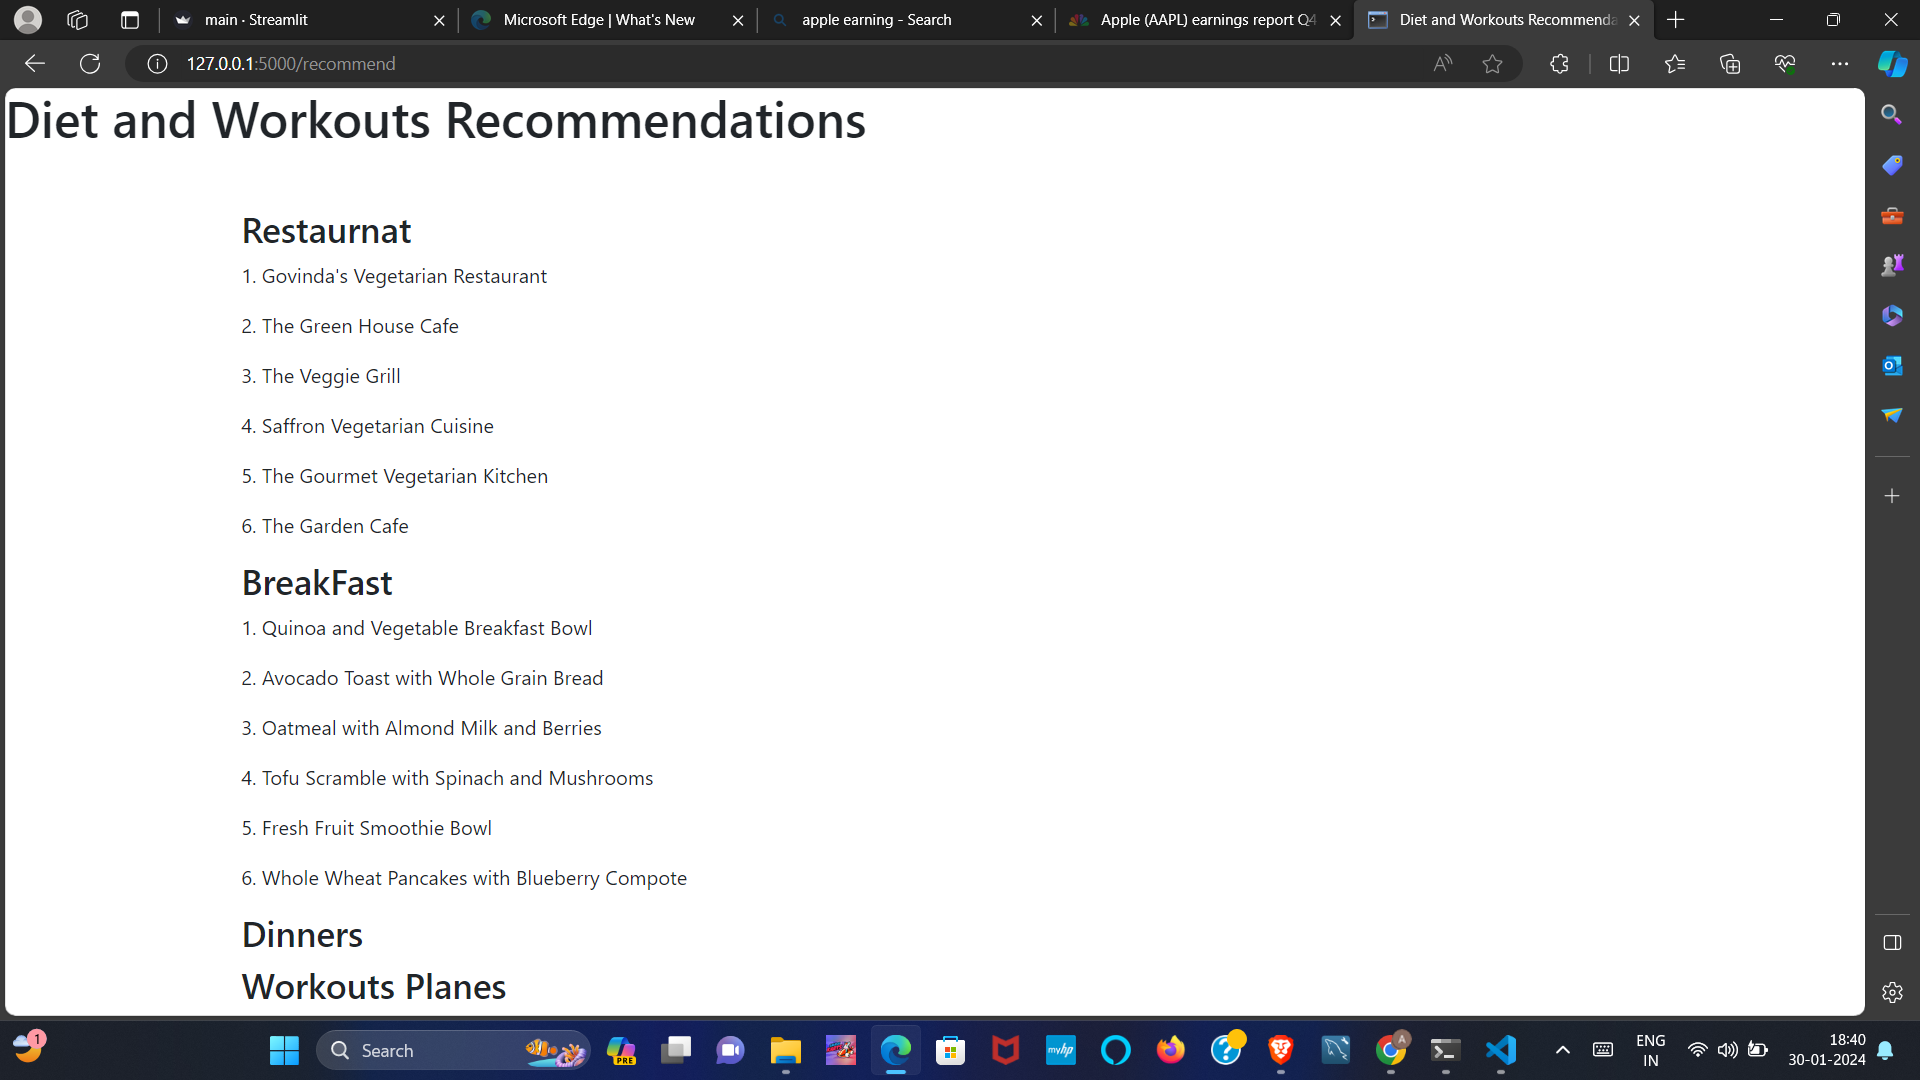 main · Streamlit
Microsoft Edge | What's New
apple earning - Search
Apple (AAPL) earnings report Q4
Diet and Workouts Recommenda
127.0.0.1:5000/recommend
Diet and Workouts Recommendations
Restaurnat
1. Govinda's Vegetarian Restaurant
2. The Green House Cafe
3. The Veggie Grill
4. Saffron Vegetarian Cuisine
5. The Gourmet Vegetarian Kitchen
6. The Garden Cafe
BreakFast
1. Quinoa and Vegetable Breakfast Bowl
2. Avocado Toast with Whole Grain Bread
3. Oatmeal with Almond Milk and Berries
4. Tofu Scramble with Spinach and Mushrooms
5. Fresh Fruit Smoothie Bowl
6. Whole Wheat Pancakes with Blueberry Compote
Dinners
Workouts Planes
1
Search
PRE
myhp
A
ENG
IN
18:40
30-01-2024